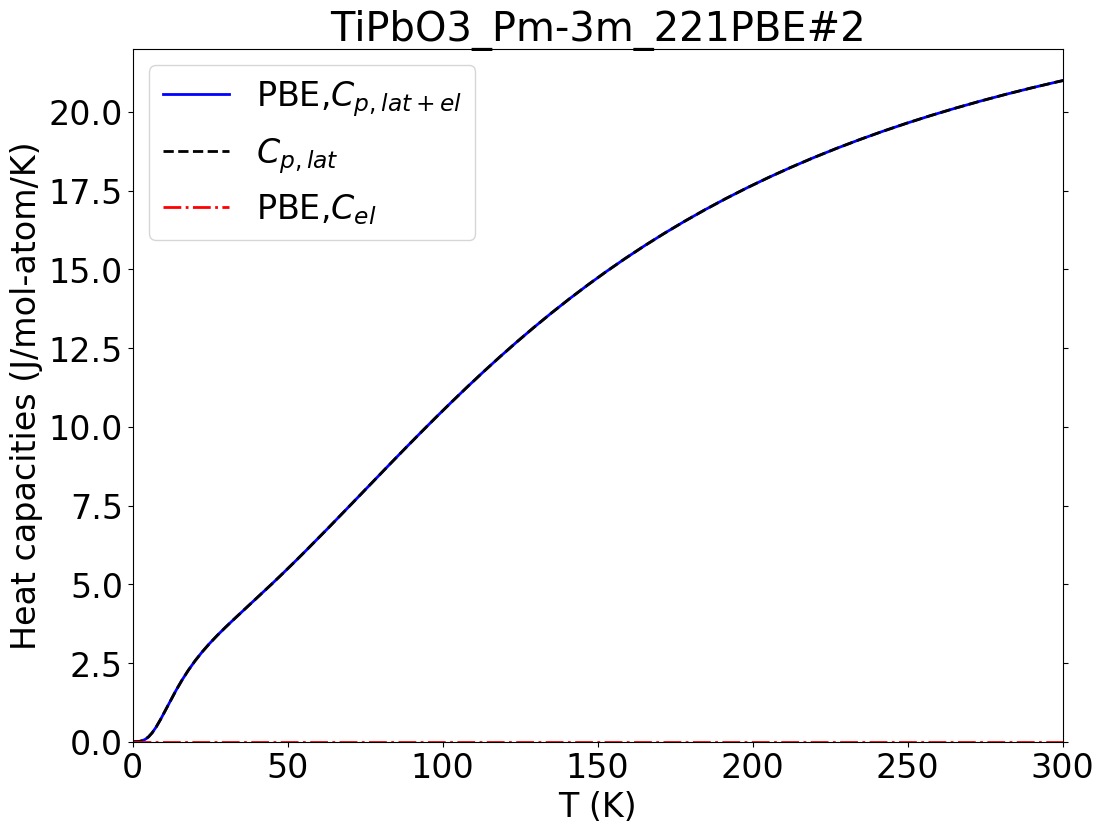 TiPbO3_Pm-3m_221PBE#2
PBE,C_{p,lat+el}
C_{p,lat}
PBE,C_{el}
Heat capacities (J/mol-atom/K)
20.0
17.5
15.0
12.5
10.0
7.5
5.0
2.5
0.0
0 50 100 150 200 250 300
T (K)